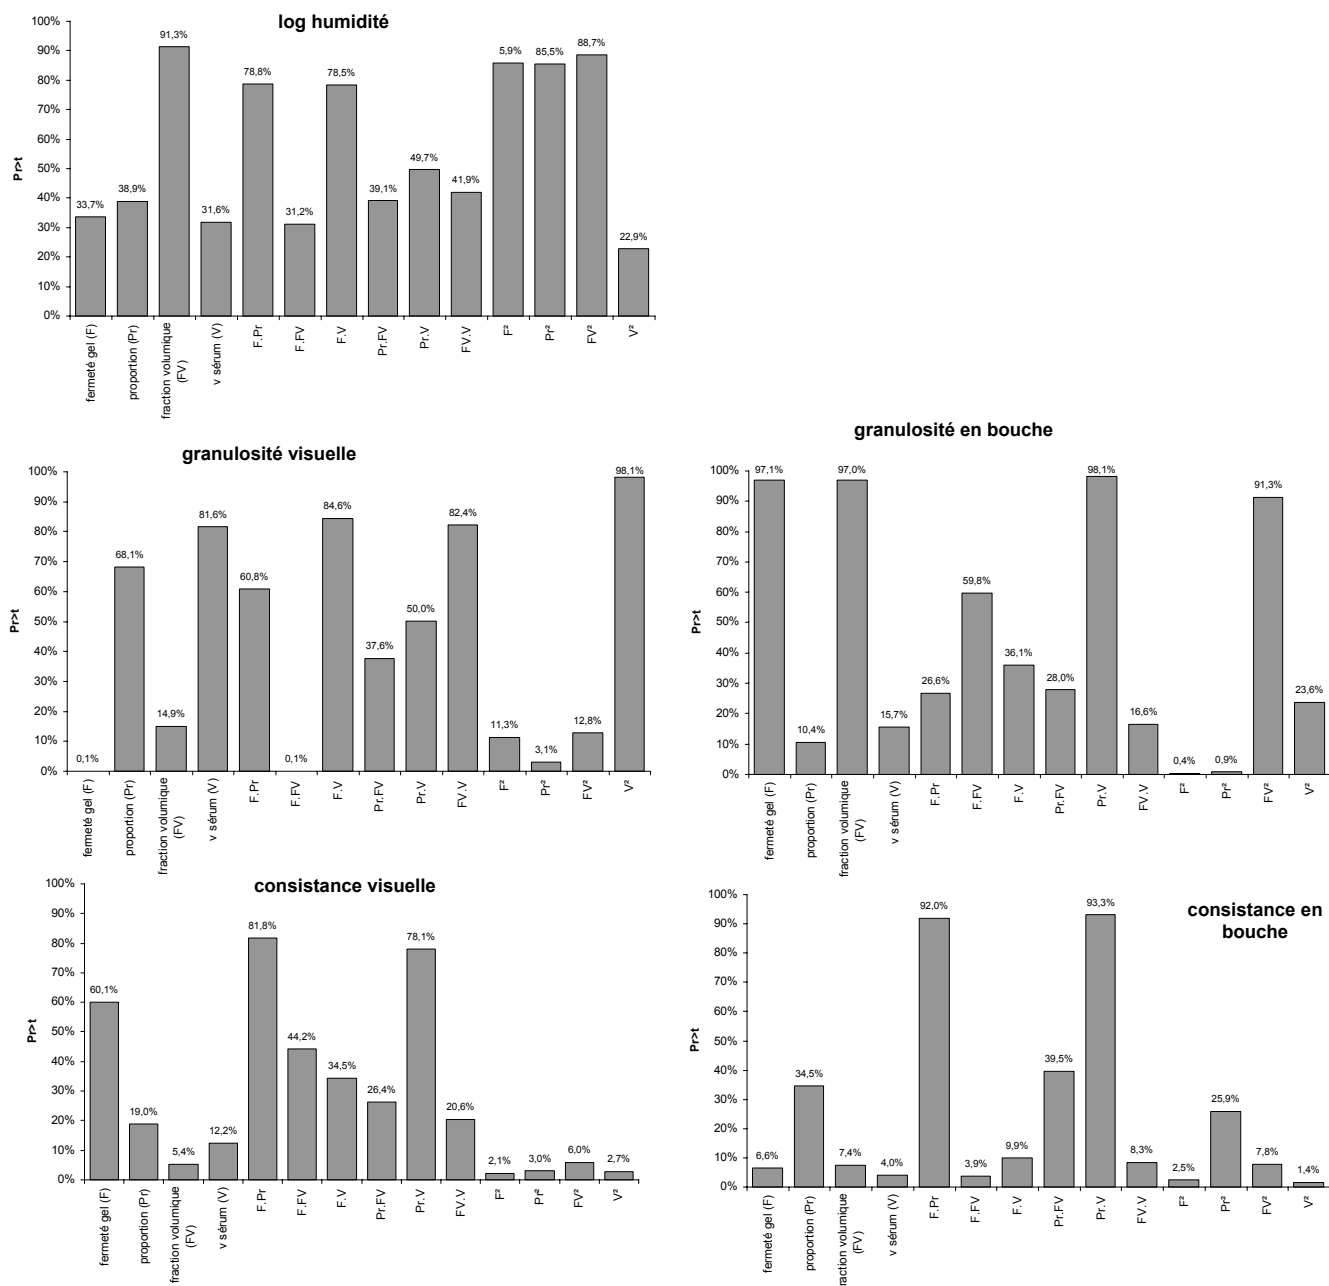 log humidité
100%
90%
80%
70%
60%
50%
40%
30%
20%
10%
0%
Pr>t
33,7%
38,9%
91,3%
31,6%
78,8%
31,2%
78,5%
39,1%
49,7%
41,9%
5,9%
85,5%
88,7%
22,9%
fermeté gel (F)
proportion (Pr)
fraction volumique
(FV)
v sérum (V)
F.Pr
F.FV
F.V
Pr.FV
Pr.V
FV.V
F²
Pr²
FV²
V²
granulosité visuelle
100%
90%
80%
70%
60%
50%
40%
30%
20%
10%
0%
Pr>t
0,1%
68,1%
14,9%
81,6%
60,8%
0,1%
84,6%
37,6%
50,0%
82,4%
11,3%
3,1%
12,8%
98,1%
fermeté gel (F)
proportion (Pr)
fraction volumique
(FV)
v sérum (V)
F.Pr
F.FV
F.V
Pr.FV
Pr.V
FV.V
F²
Pr²
FV²
V²
granulosité en bouche
100%
90%
80%
70%
60%
50%
40%
30%
20%
10%
0%
Pr>t
97,1%
10,4%
97,0%
15,7%
26,6%
59,8%
36,1%
28,0%
98,1%
16,6%
0,4%
0,9%
91,3%
23,6%
fermeté gel (F)
proportion (Pr)
fraction volumique
(FV)
v sérum (V)
F.Pr
F.FV
F.V
Pr.FV
Pr.V
FV.V
F²
Pr²
FV²
V²
consistance visuelle
100%
90%
80%
70%
60%
50%
40%
30%
20%
10%
0%
Pr>t
60,1%
19,0%
5,4%
12,2%
81,8%
44,2%
34,5%
26,4%
78,1%
20,6%
2,1%
3,0%
6,0%
2,7%
fermeté gel (F)
proportion (Pr)
fraction volumique
(FV)
v sérum (V)
F.Pr
F.FV
F.V
Pr.FV
Pr.V
FV.V
F²
Pr²
FV²
V²
consistance en
bouche
100%
90%
80%
70%
60%
50%
40%
30%
20%
10%
0%
Pr>t
6,6%
34,5%
7,4%
4,0%
92,0%
3,9%
9,9%
39,5%
93,3%
8,3%
2,5%
25,9%
7,8%
1,4%
fermeté gel (F)
proportion (Pr)
raction volumique
(FV)
v sérum (V)
F.Pr
F.FV
F.V
Pr.FV
Pr.V
FV.V
F²
Pr²
FV²
V²